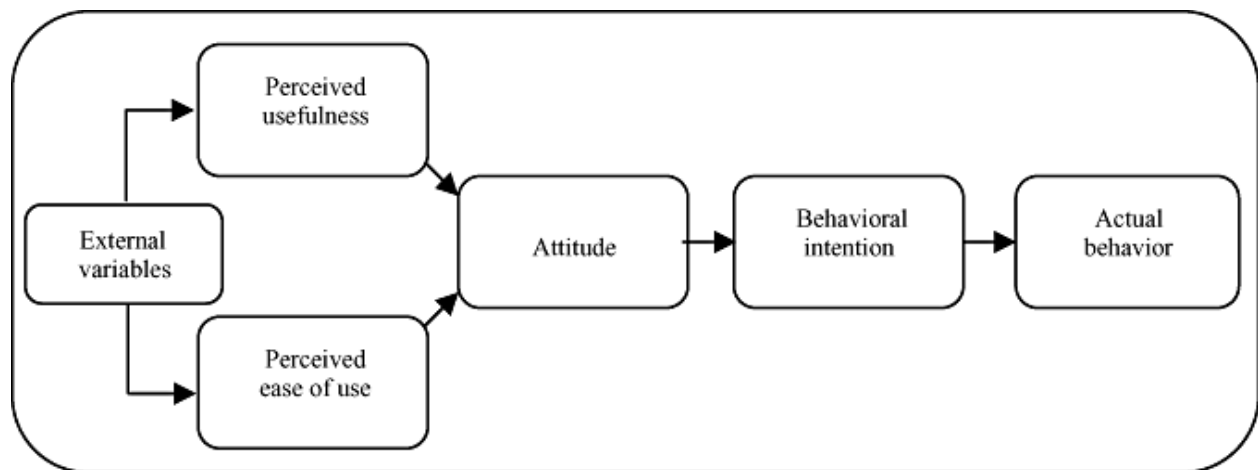 Perceived
usefulness
External
variables
Perceived
ease of use
Attitude
Behavioral
intention
Actual
behavior